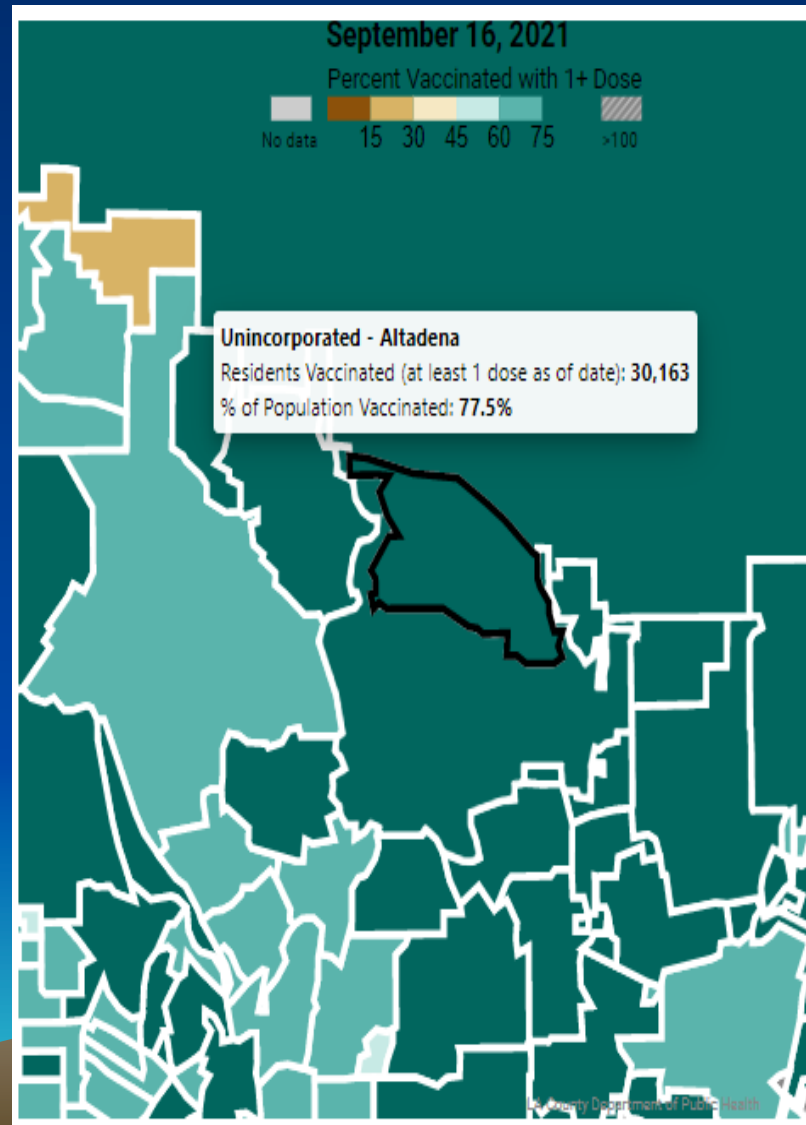 September 16, 2021
Percent Vaccinated with 1+ Dose
No data 15 30 45 60 75 >100
Unincorporated - Altadena
Residents Vaccinated (at least 1 dose as of date): 30,163
% of Population Vaccinated: 77.5%
LA County Department of Public Health